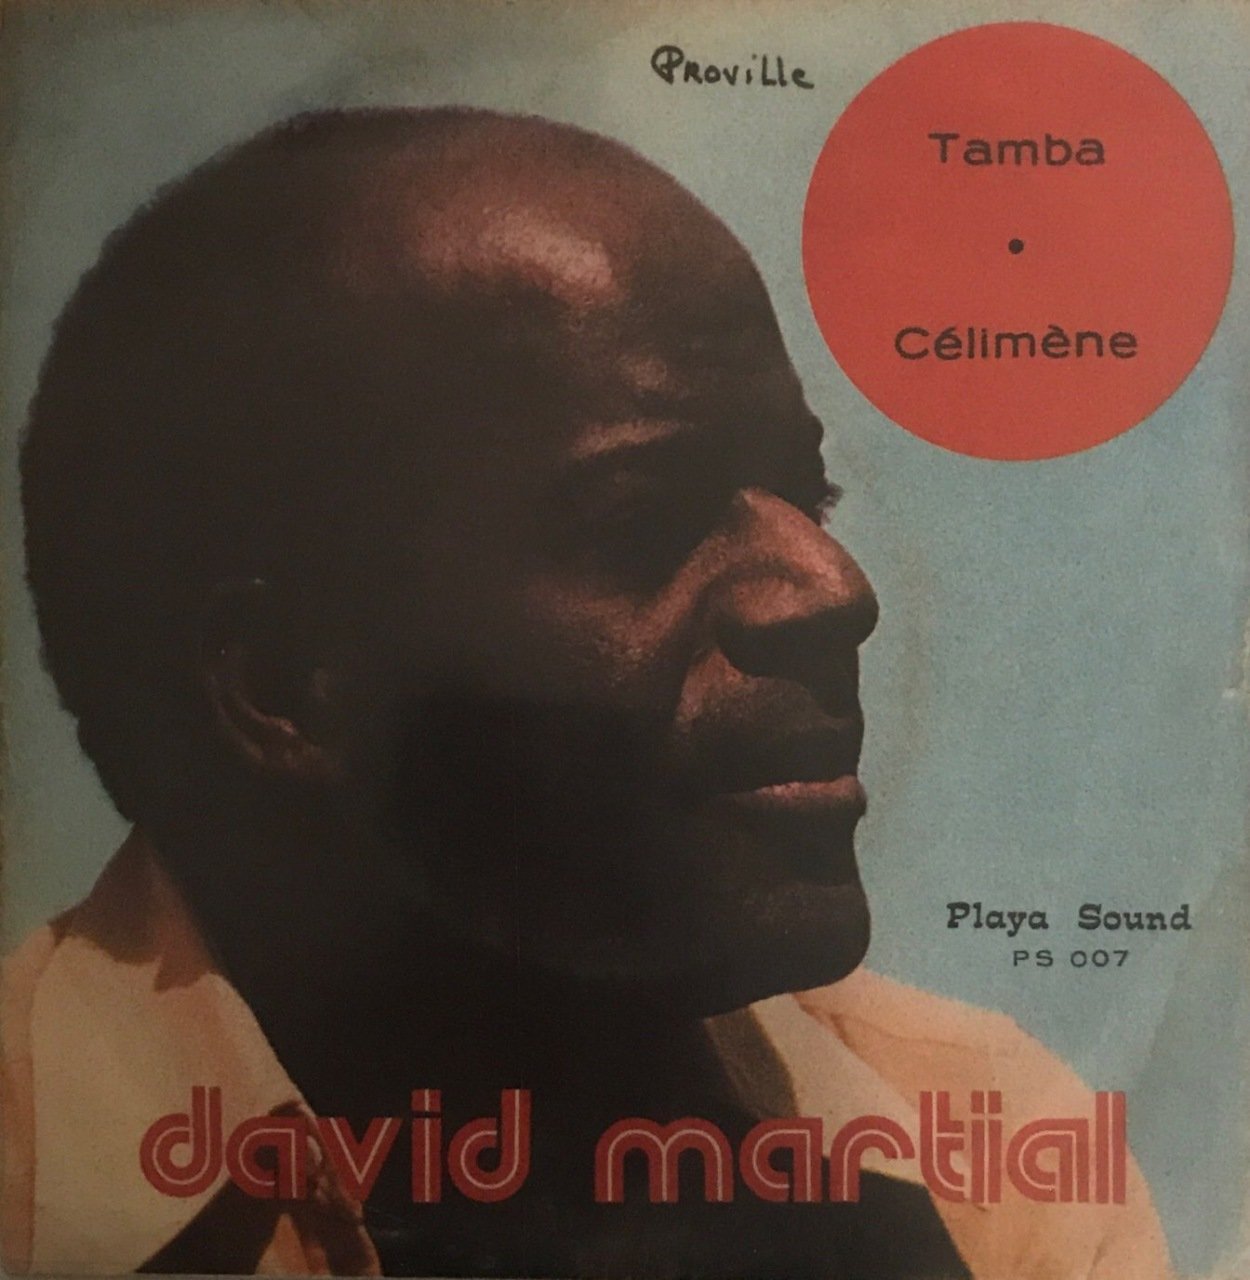 Proville
Tamba
•
Célimène
Playa Sound
PS 007
david martial